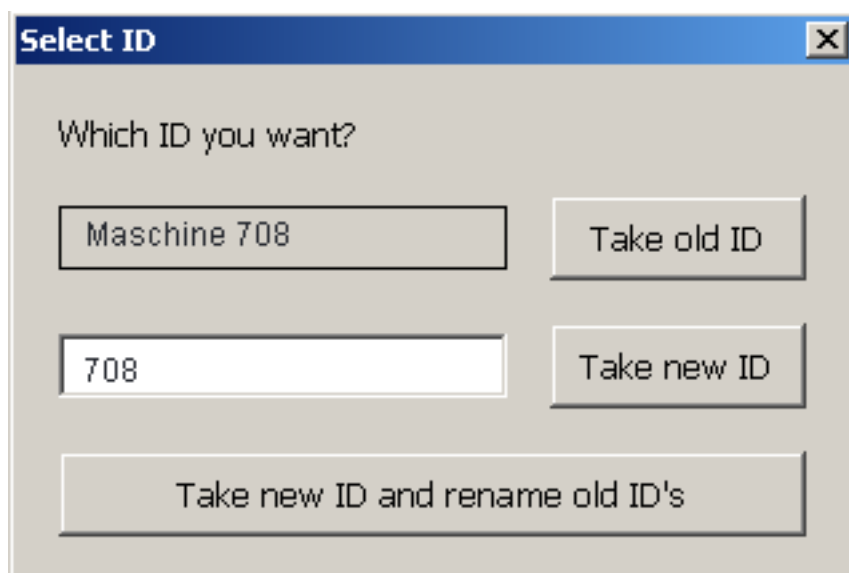 Select ID
Which ID you want?
Maschine 708
Take old ID
708
Take new ID
Take new ID and rename old ID's